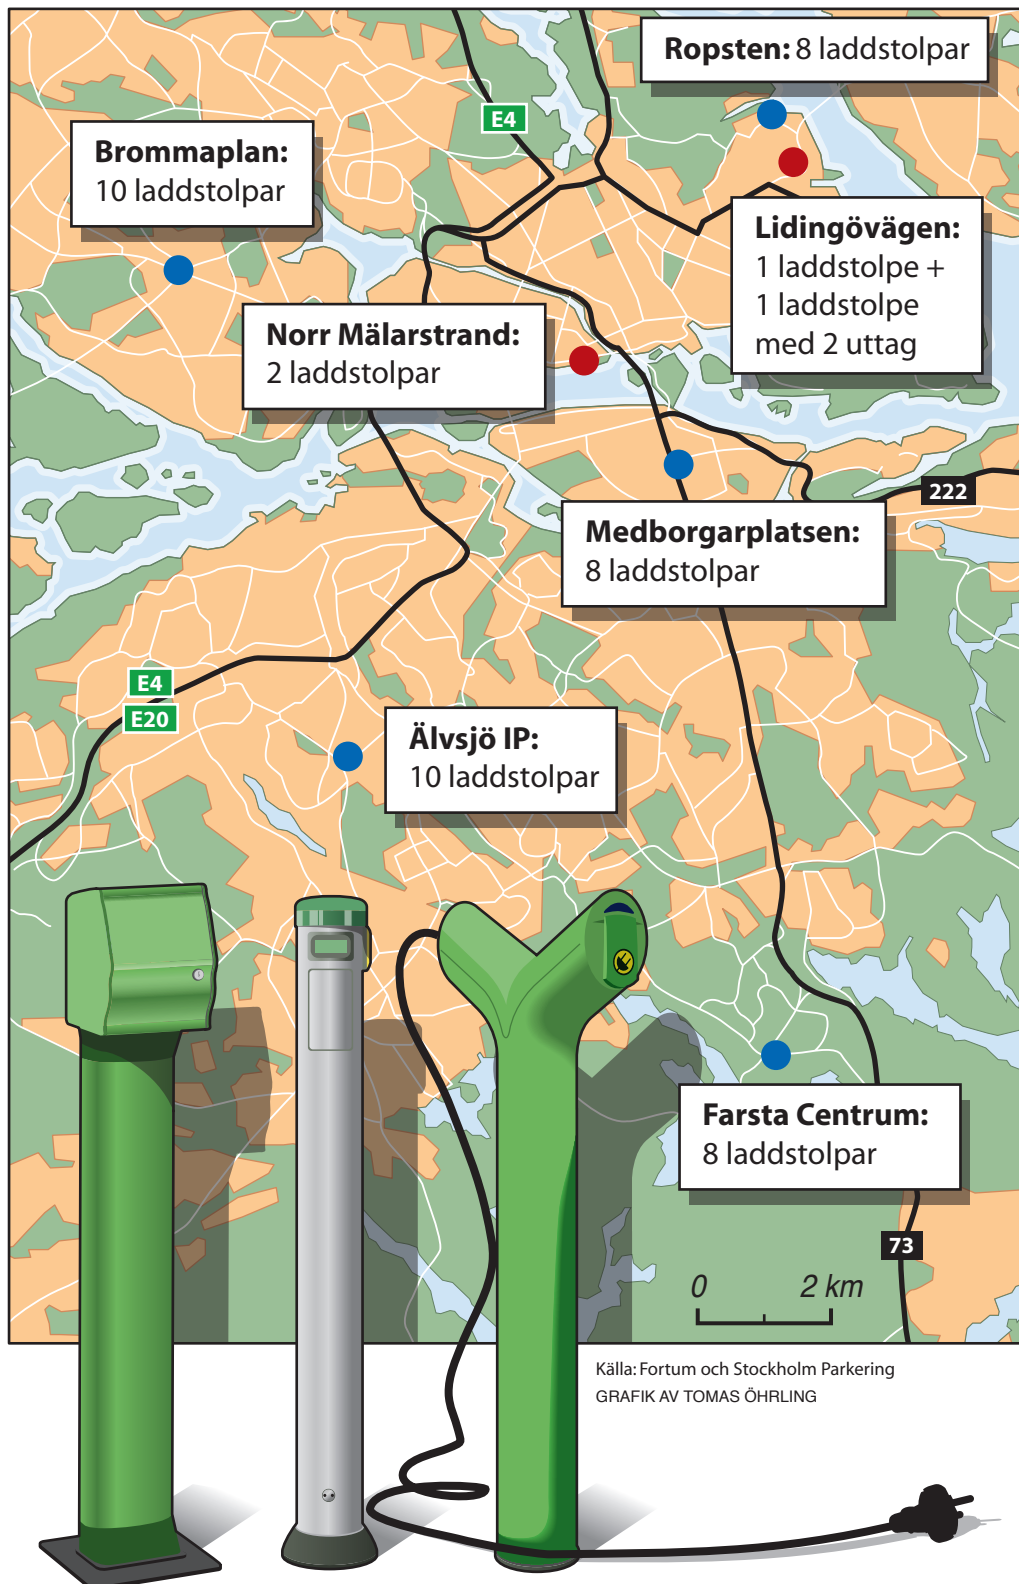 Ropsten: 8 laddstolpar
E4
Brommaplan:
10 laddstolpar
Lidingövägen:
1 laddstolpe +
1 laddstolpe
med 2 uttag
Norr Mälarstrand:
2 laddstolpar
222
Medborgarplatsen:
8 laddstolpar
E4
E20
Älvsjö IP:
10 laddstolpar
Farsta Centrum:
8 laddstolpar
73
0 2 km
Källa: Fortum och Stockholm Parkering
GRAFIK AV TOMAS ÖHRLING